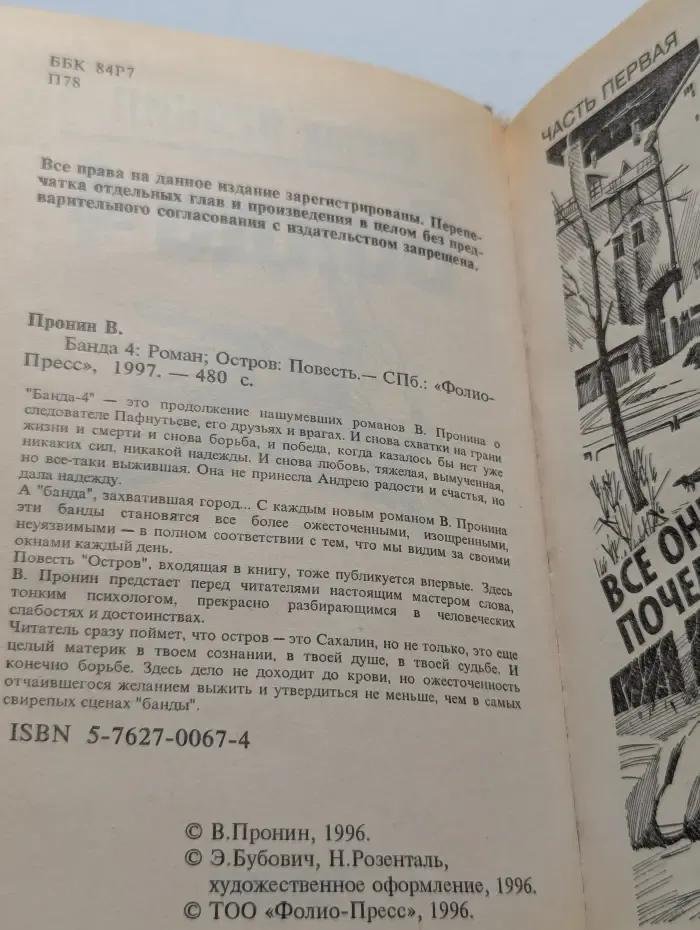 ББК 84Р7
П78
Все права на данное издание зарегистрированы. Перепе-
чатка отдельных глав и произведения в целом без пред-
варительного согласования с издательством запрещена.
Пронин В.
Банда 4: Роман; Остров: Повесть.— СПб.: «Фолио-
Пресс», 1997. — 480 с.
"Банда-4" — это продолжение нашумевших романов В. Пронина о
следователе Пафнутьеве, его друзьях и врагах. И снова схватки на грани
жизни и смерти и снова борьба, и победа, когда казалось бы нет уже
никаких сил, никакой надежды. И снова любовь, тяжелая, вымученная,
но все-таки выжившая. Она не принесла Андрею радости и счастья, но
дала надежду.
А "банда", захватившая город... С каждым новым романом В. Пронина
эти банды становятся все более ожесточенными, изощренными,
неуязвимыми — в полном соответствии с тем, что мы видим за своими
окнами каждый день.
Повесть "Остров", входящая в книгу, тоже публикуется впервые. Здесь
В. Пронин предстает перед читателями настоящим мастером слова,
тонким психологом, прекрасно разбирающимся в человеческих
слабостях и достоинствах.
Читатель сразу поймет, что остров — это Сахалин, но не только, это еще
целый материк в твоем сознании, в твоей душе, в твоей судьбе. И
конечно борьбе. Здесь дело не доходит до крови, но ожесточенность
отчаившегося желанием выжить и утвердиться не меньше, чем в самых
свирепых сценах "банды".
ISBN 5-7627-0067-4
© В.Пронин, 1996.
© Э.Бубович, Н.Розенталь,
художественное оформление, 1996.
© ТОО «Фолио-Пресс», 1996.
ЧАСТЬ ПЕРВАЯ
ВСЕ ОН
ПОЧЕ